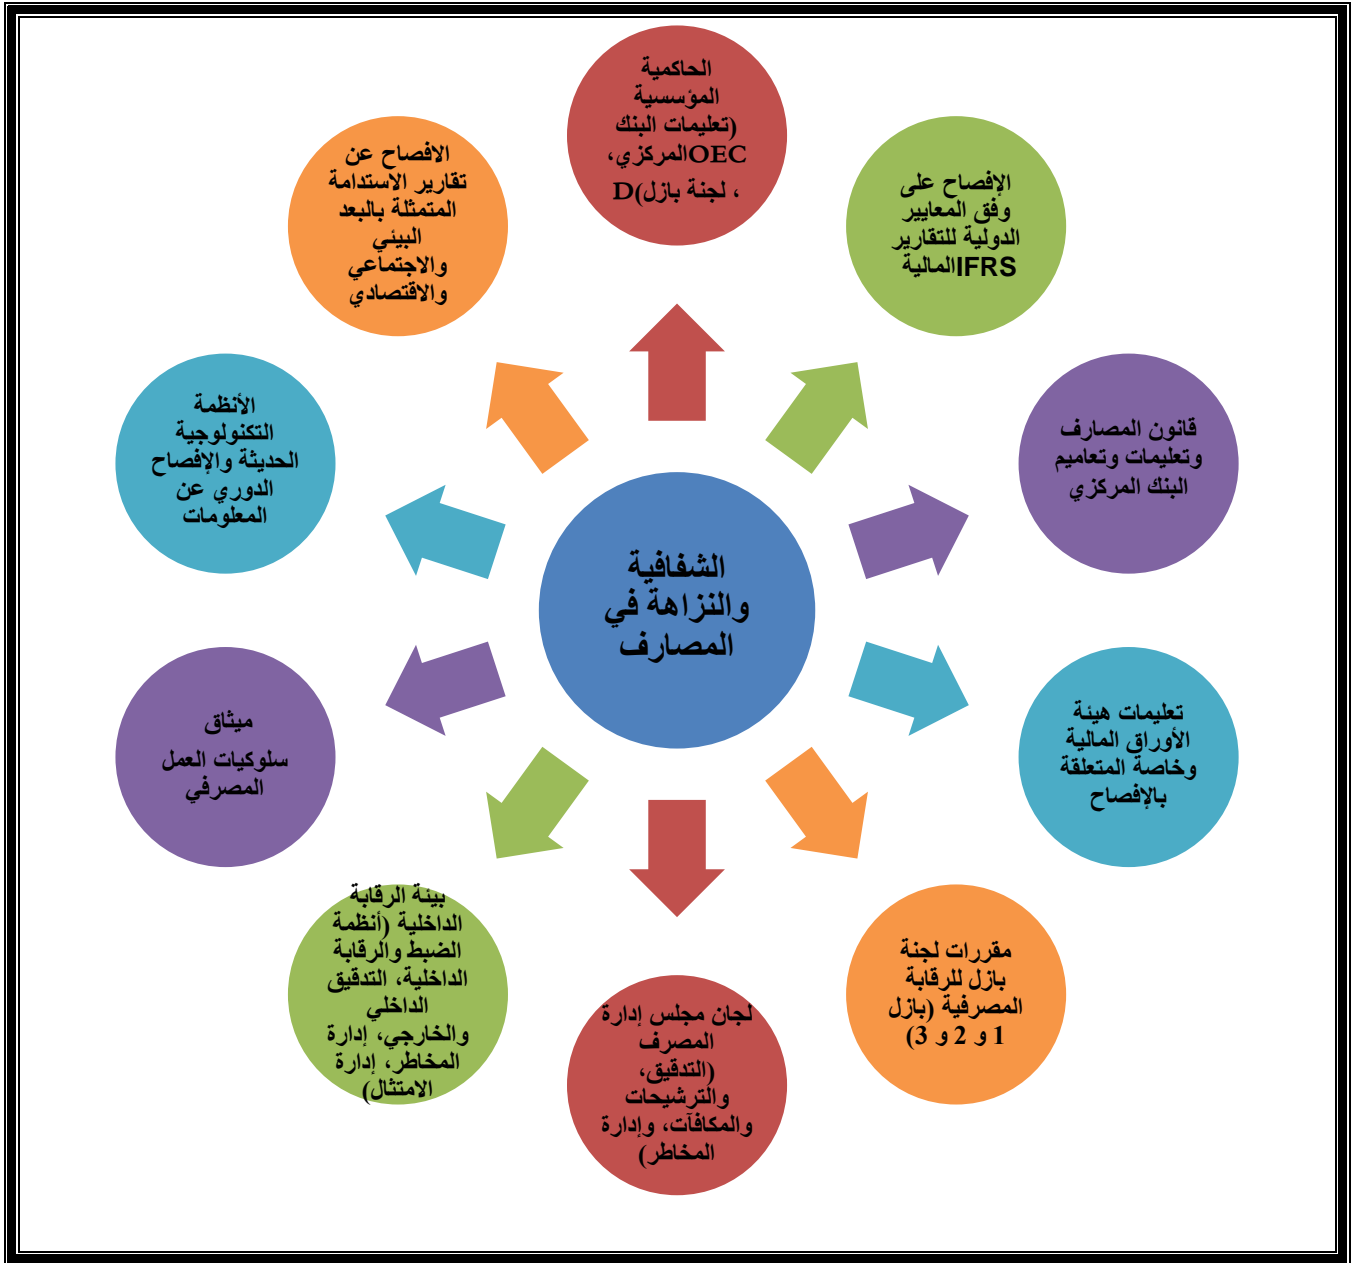 الحاكمية
المؤسسية
(تعليمات البنك
المركزي، OEC
D، لجنة بازل)
الإفصاح على
وفق المعايير
الدولية للتقارير
المالية IFRS
قانون المصارف
وتعليمات وتعاميم
البنك المركزي
تعليمات هيئة
الأوراق المالية
وخاصة المتعلقة
بالإفصاح
مقررات لجنة
بازل للرقابة
المصرفية (بازل
1 و 2 و 3)
لجان مجلس إدارة
المصرف
(التدقيق،
والترشيحات
والمكافآت، وإدارة
المخاطر)
بيئة الرقابة
الداخلية (أنظمة
الضبط والرقابة
الداخلية، التدقيق
الداخلي
والخارجي، إدارة
المخاطر، إدارة
الامتثال)
ميثاق
سلوكيات العمل
المصرفي
الأنظمة
التكنولوجية
الحديثة والإفصاح
الدوري عن
المعلومات
الافصاح عن
تقارير الاستدامة
المتمثلة بالبعد
البيئي
والاجتماعي
والاقتصادي
الشفافية
والنزاهة في
المصارف